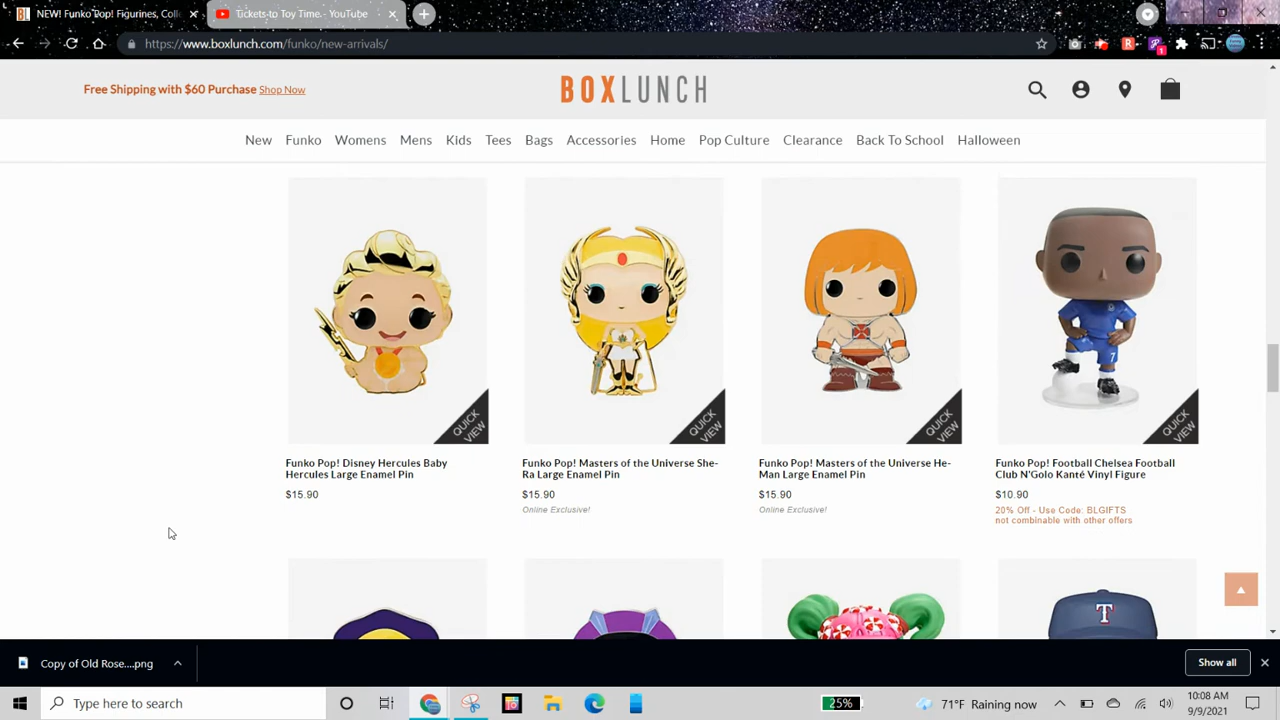 NEW! Funko Pop! Figurines, Coll
Tickets to Toy Time. - YouTube
https://www.boxlunch.com/funko/new-arrivals/
Free Shipping with $60 Purchase Shop Now
BOXLUNCH
New Funko Womens Mens Kids Tees Bags Accessories Home Pop Culture Clearance Back To School Halloween
QUICK VIEW
QUICK VIEW
QUICK VIEW
7
QUICK VIEW
Funko Pop! Disney Hercules Baby
Hercules Large Enamel Pin
$15.90
Funko Pop! Masters of the Universe She-
Ra Large Enamel Pin
$15.90
Online Exclusive!
Funko Pop! Masters of the Universe He-
Man Large Enamel Pin
$15.90
Online Exclusive!
Funko Pop! Football Chelsea Football
Club N'Golo Kanté Vinyl Figure
$10.90
20% Off - Use Code: BLGIFTS
not combinable with other offers
T
Copy of Old Rose....png
Show all
Type here to search
25%
71°F Raining now
10:08 AM
9/9/2021